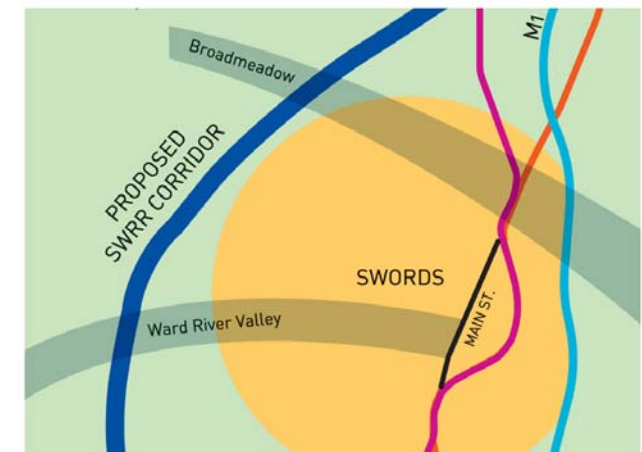 M1
Broadmeadow
PROPOSED
SWRR CORRIDOR
SWORDS
MAIN ST.
Ward River Valley